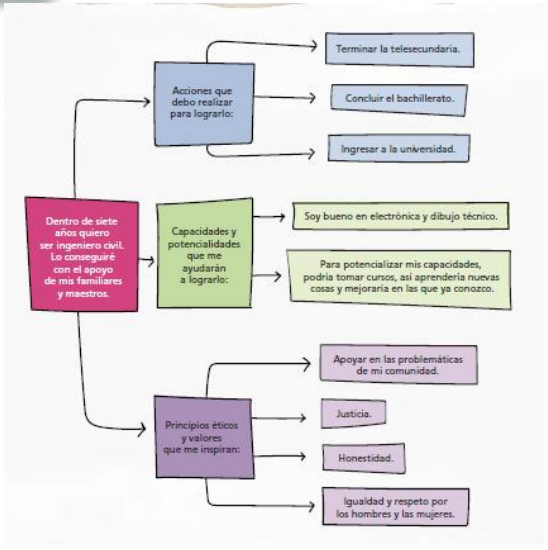 Dentro de siete
años quiero
ser ingeniero civil.
Lo conseguiré
con el apoyo
de mis familiares
y maestros.
Acciones que
debo realizar
para lograrlo:
Terminar la telesecundaria.
Concluir el bachillerato.
Ingresar a la universidad.
Capacidades y
potencialidades
que me
ayudarán
a lograrlo:
Soy bueno en electrónica y dibujo técnico.
Para potencializar mis capacidades,
podría tomar cursos, así aprendería nuevas
cosas y mejoraría en las que ya conozco.
Principios éticos
y valores
que me inspiran:
Apoyar en las problemáticas
de mi comunidad.
Justicia.
Honestidad.
Igualdad y respeto por
los hombres y las mujeres.